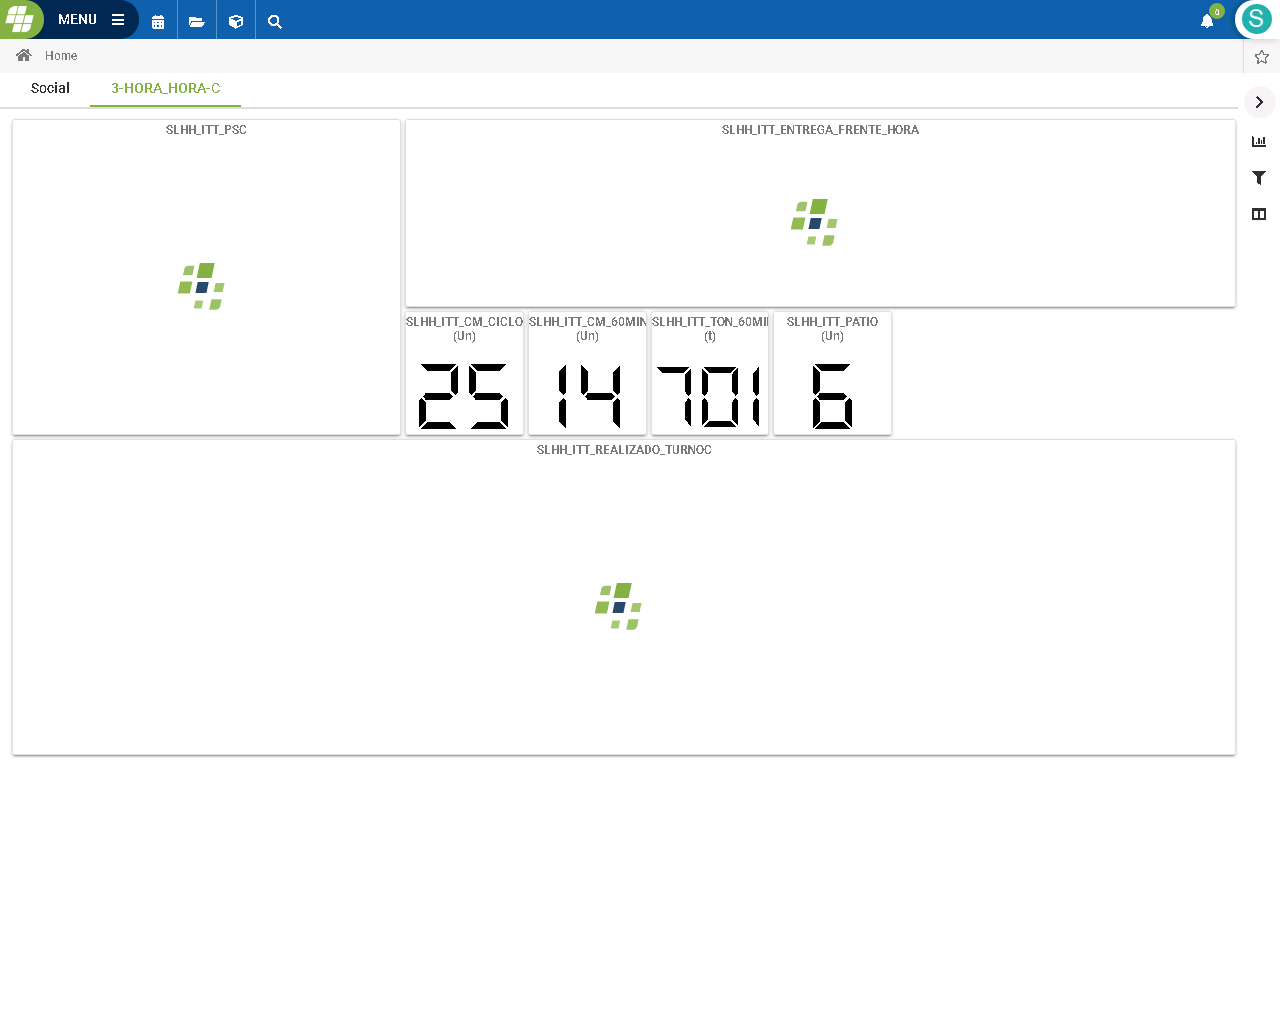 MENU
0
S
Home
Social
3-HORA_HORA-C
SLHH_ITT_PSC
SLHH_ITT_ENTREGA_FRENTE_HORA
SLHH_ITT_CM_CICLO
(Un)
25
SLHH_ITT_CM_60MIN
(Un)
14
SLHH_ITT_TON_60MI
(t)
701
SLHH_ITT_PATIO
(Un)
6
SLHH_ITT_REALIZADO_TURNOC